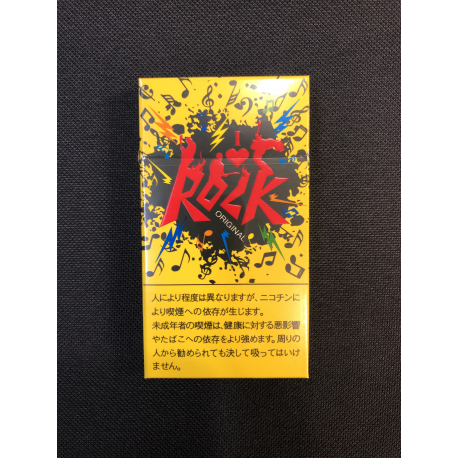 ROCK
ORIGINAL
人により程度は異なりますが、ニコチンに
より喫煙への依存が生じます。
未成年者の喫煙は、健康に対する悪影響
やたばこへの依存をより強めます。周りの
人から勧められても決して吸ってはいけ
ません。